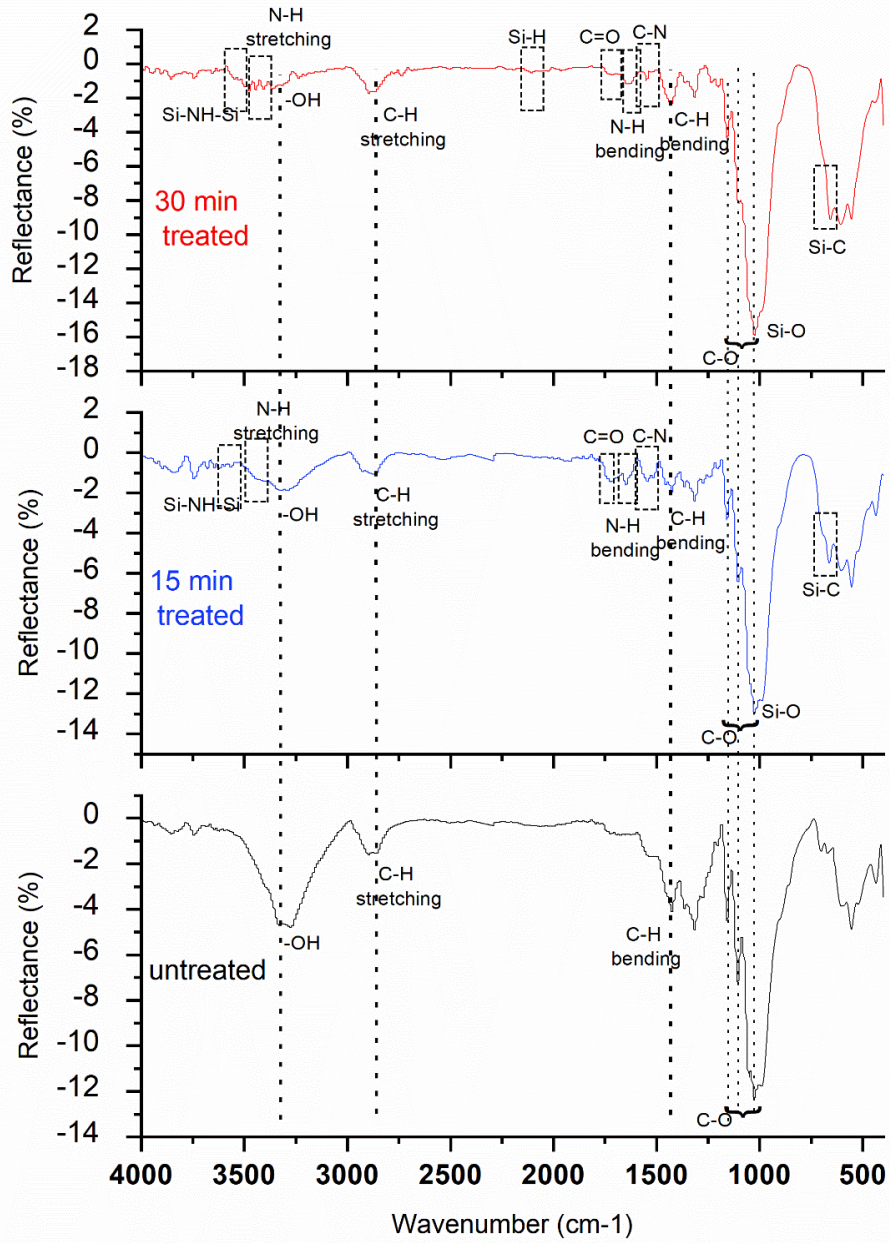 N-H
stretching
Si-H
C=O
C-N
Si-NH-Si
-OH
C-H
stretching
N-H
bending
C-H
bending
30 min
treated
Si-C
Si-O
C-O
Reflectance (%)
2
0
-2
-4
-6
-8
-10
-12
-14
-16
-18
N-H
stretching
C=O
C-N
Si-NH-Si
-OH
C-H
stretching
N-H
bending
C-H
bending
15 min
treated
Si-C
Si-O
C-O
Reflectance (%)
2
0
-2
-4
-6
-8
-10
-12
-14
C-H
stretching
-OH
C-H
bending
untreated
C-O
Reflectance (%)
0
-2
-4
-6
-8
-10
-12
-14
4000 3500 3000 2500 2000 1500 1000 500
Wavenumber (cm-1)